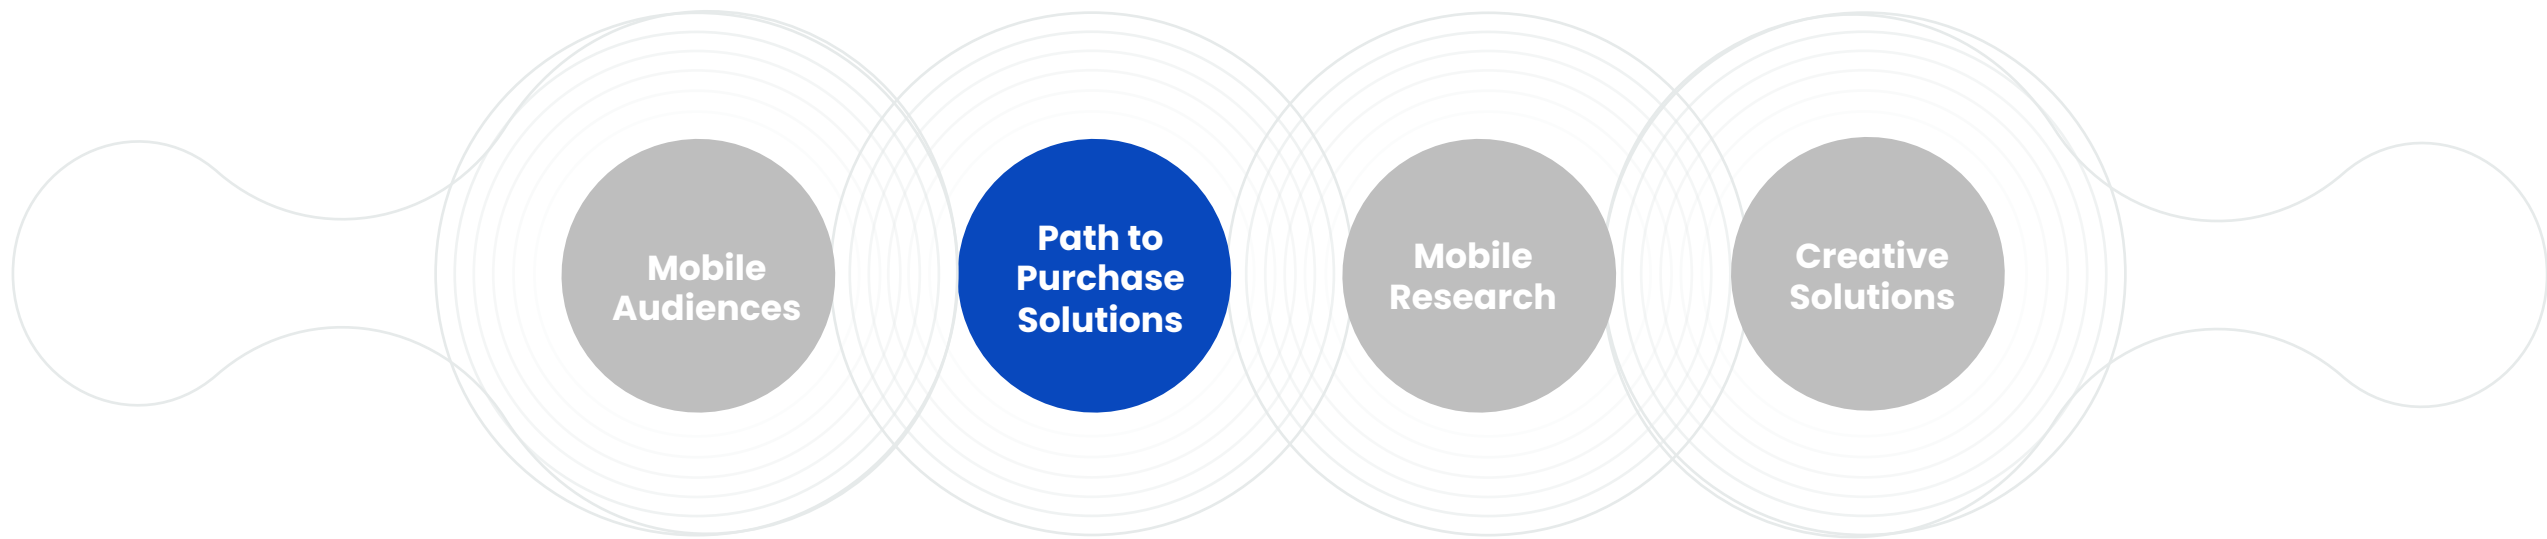 Mobile
Audiences
Path to
Purchase
Solutions
Mobile
Research
Creative
Solutions